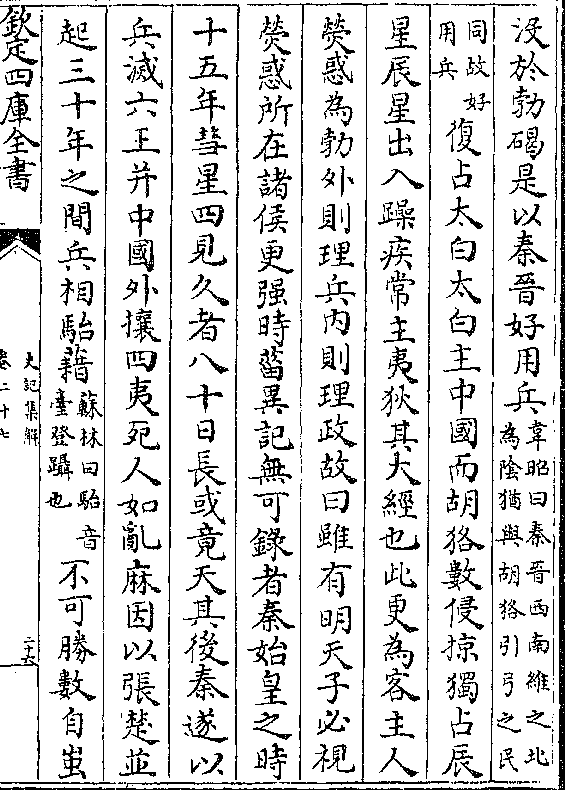 没於勃碣是以秦晉好用兵韋昭曰秦晉西南維之北為陰猶與胡狢引弓之民
同故好用兵復占太白太白主中國而胡狢數侵掠獨占辰
星辰星出入躁疾常主夷狄其大經也此更為客主人
熒惑為勃外則理兵内則理政故曰雖有明天子必視
熒惑所在諸侯更强時菑異記無可錄者秦始皇之時
十五年彗星四見久者八十日長或竟天其後秦遂以
兵滅六王并中國外攘四夷死人如亂麻因以張楚並
起三十年之間兵相駘藉蘇林曰駘音臺登躡也不可勝數自蚩
欽定四庫全書
史記集解
卷二十七
二十六